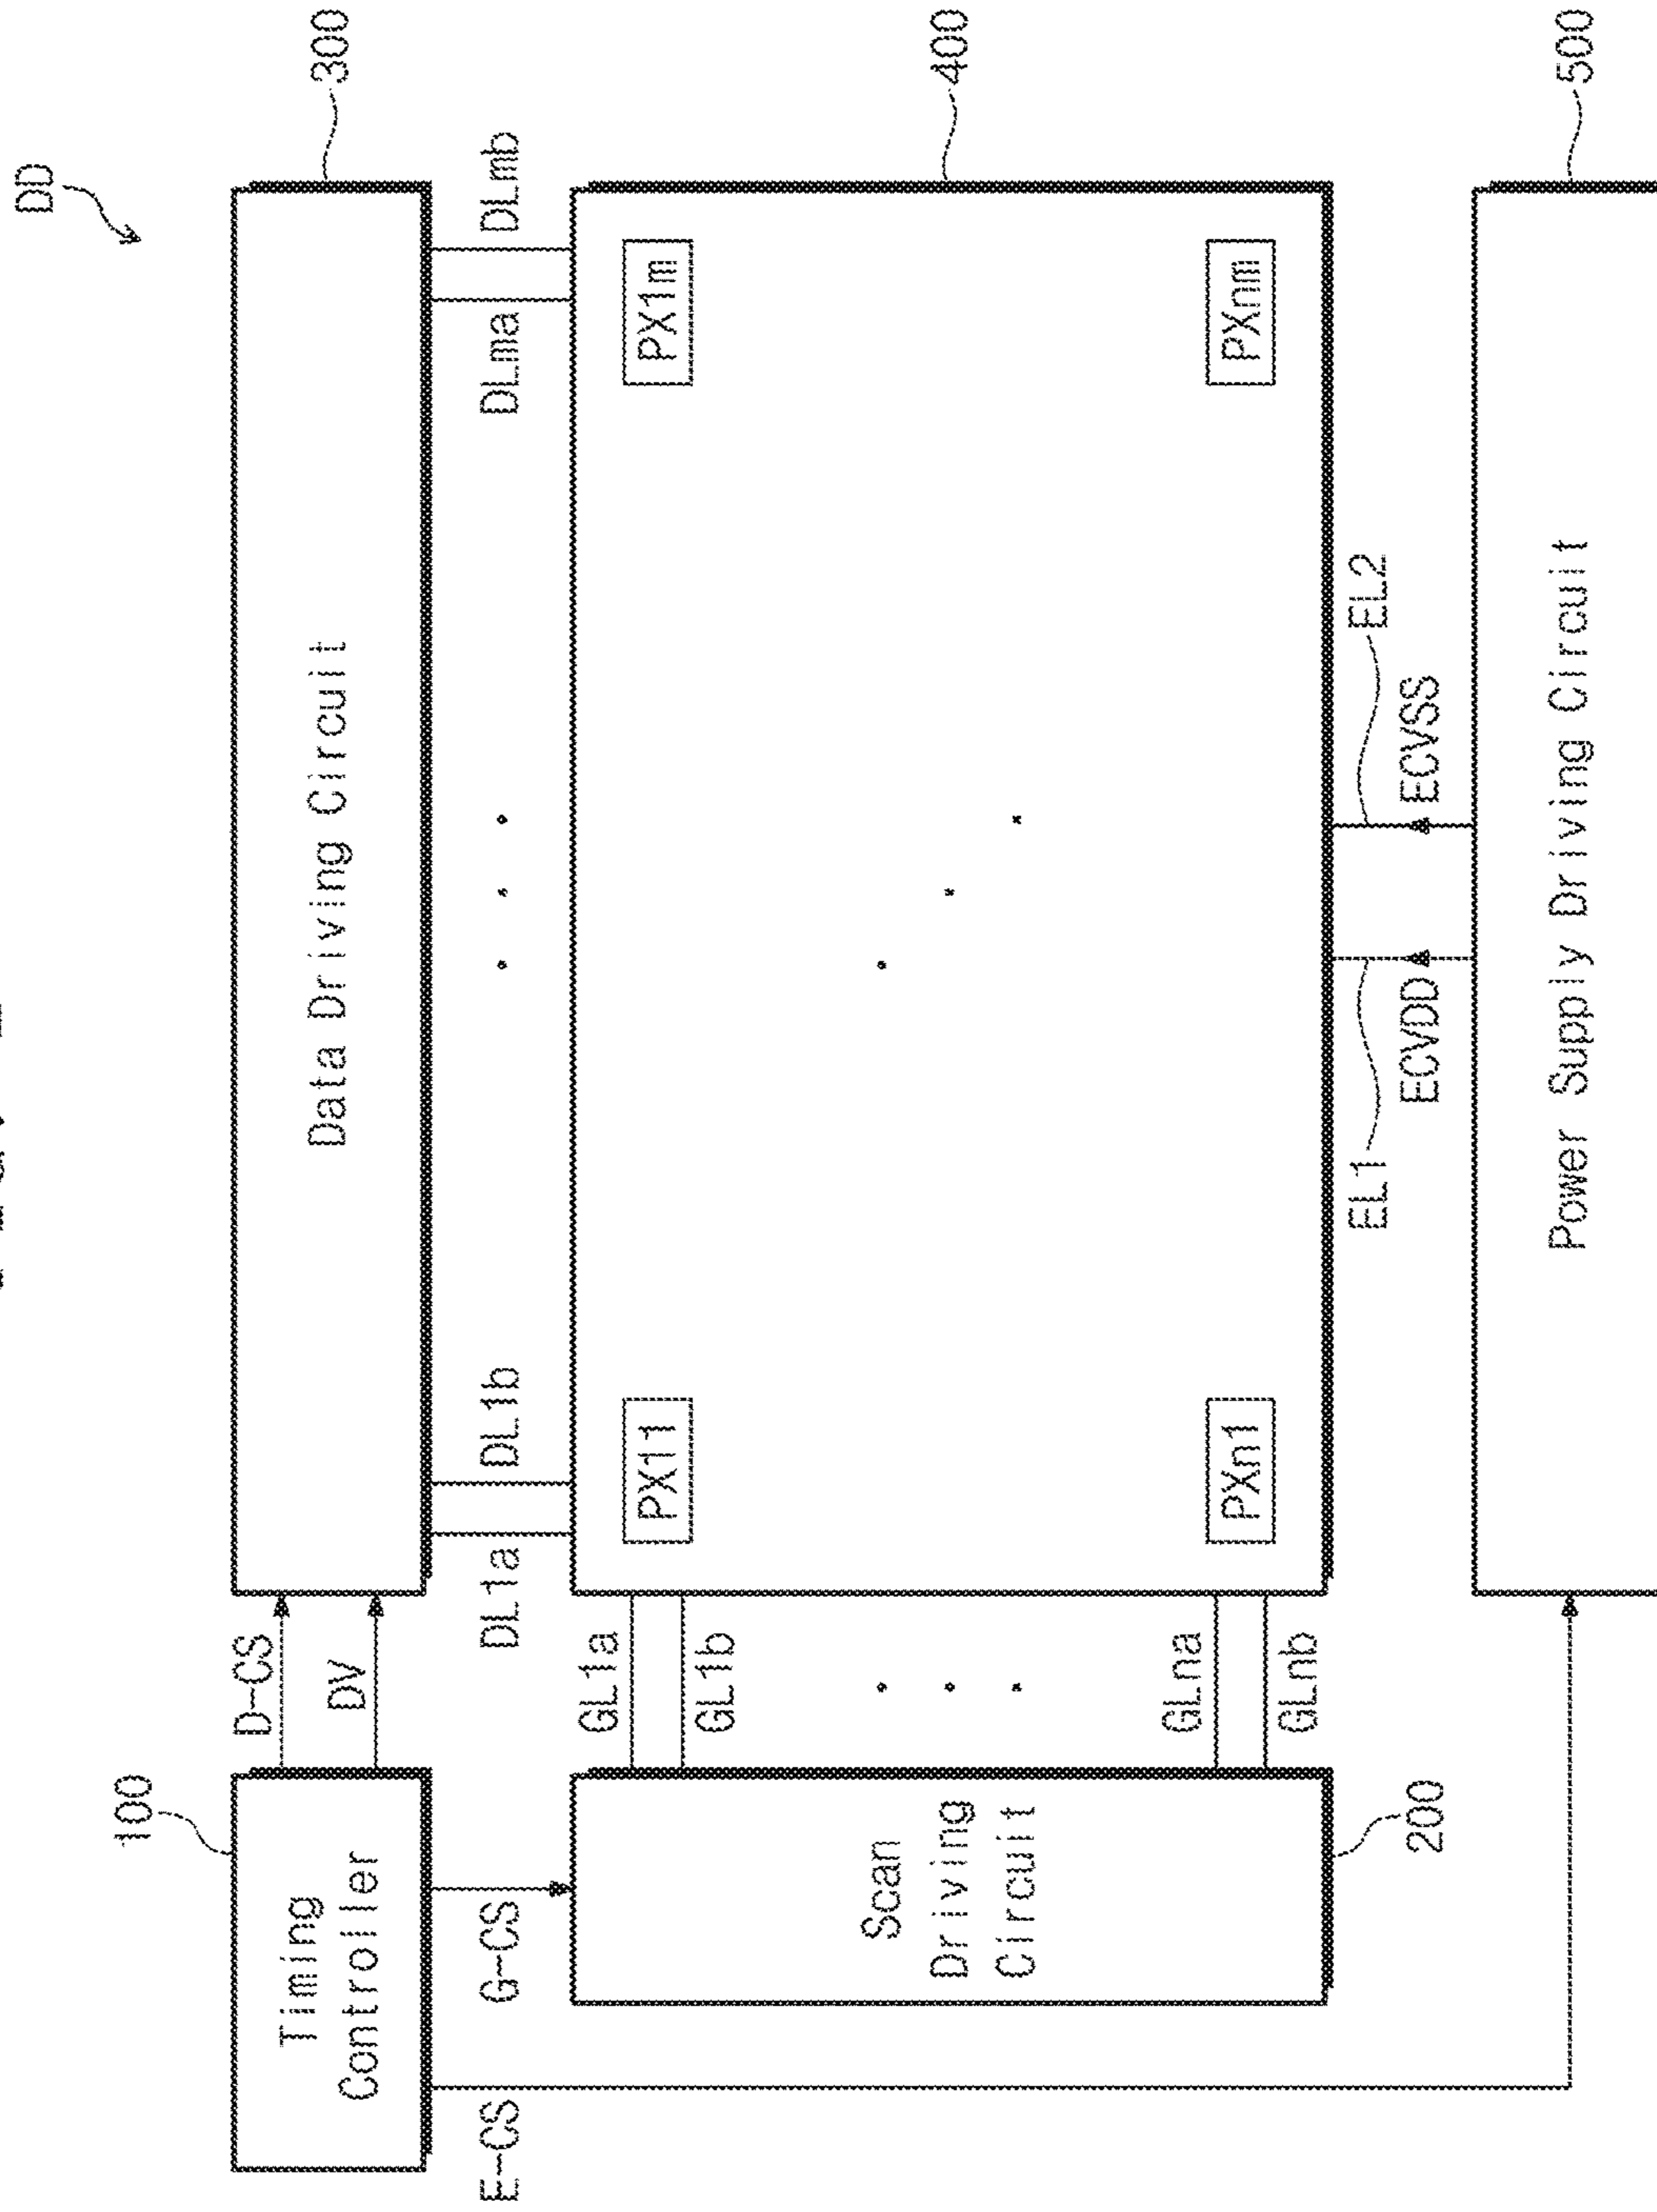 DD
100
Timing
Controller
D-CS
DV
Data Driving Circuit
300
E-CS
G-CS
DL1a
DL1b
DLma
DLmb
GL1a
GL1b
GLna
GLnb
Scan
Driving
Circuit
200
PX11
PX1m
PXn1
PXnm
400
EL1
EL2
ECVDD
ECVSS
Power Supply Driving Circuit
500